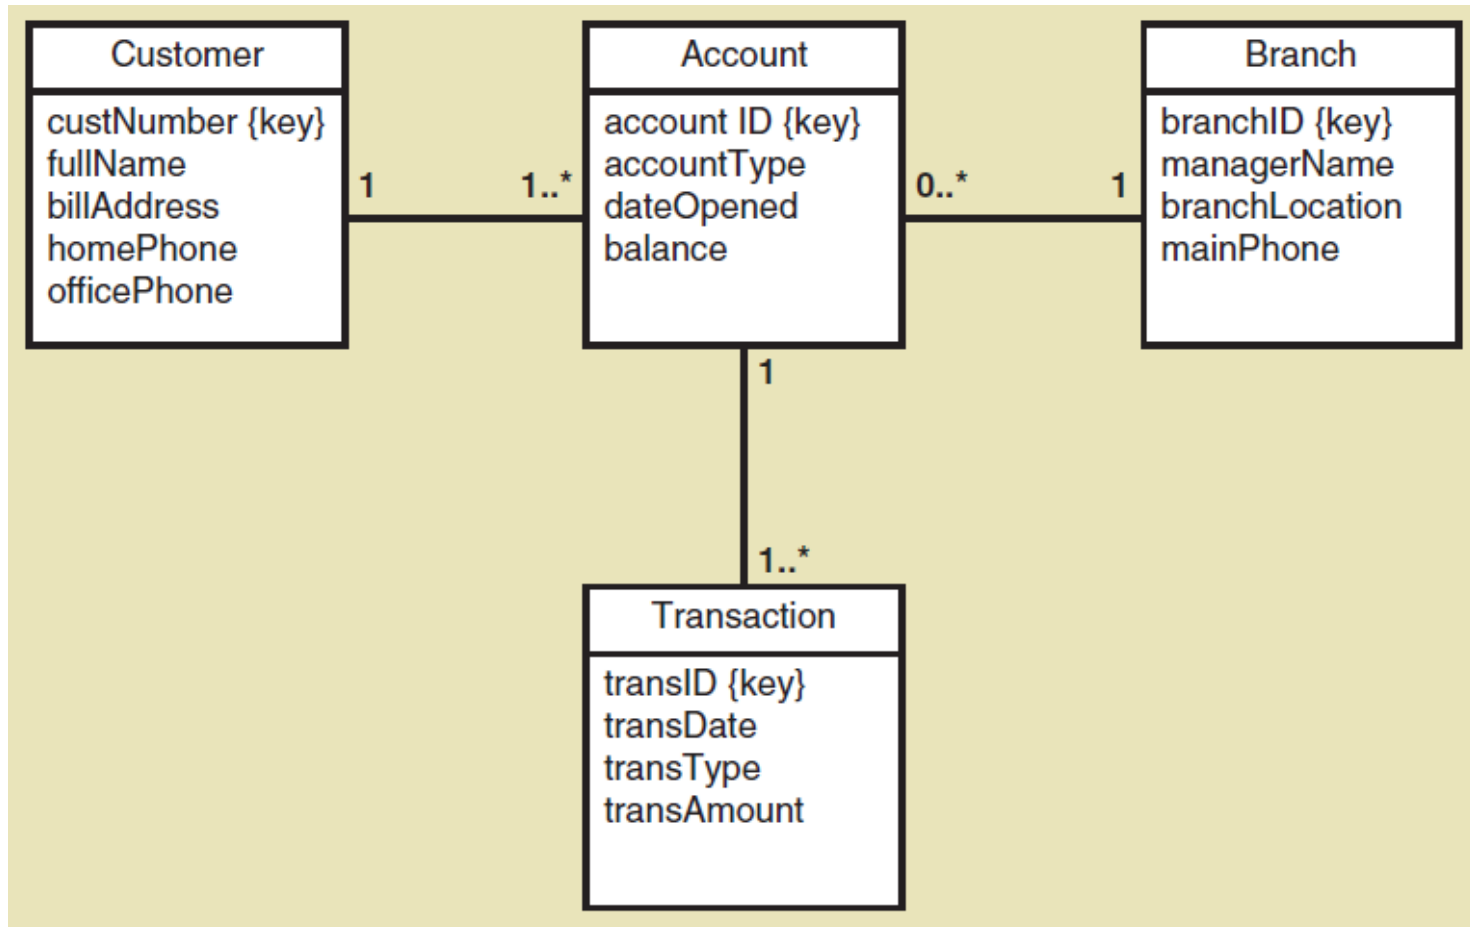 Customer
custNumber {key}
fullName
billAddress
homePhone
officePhone
1
1..*
Account
account ID {key}
accountType
dateOpened
balance
0..*
1
Branch
branchID {key}
managerName
branchLocation
mainPhone
1
1..*
Transaction
transID {key}
transDate
transType
transAmount